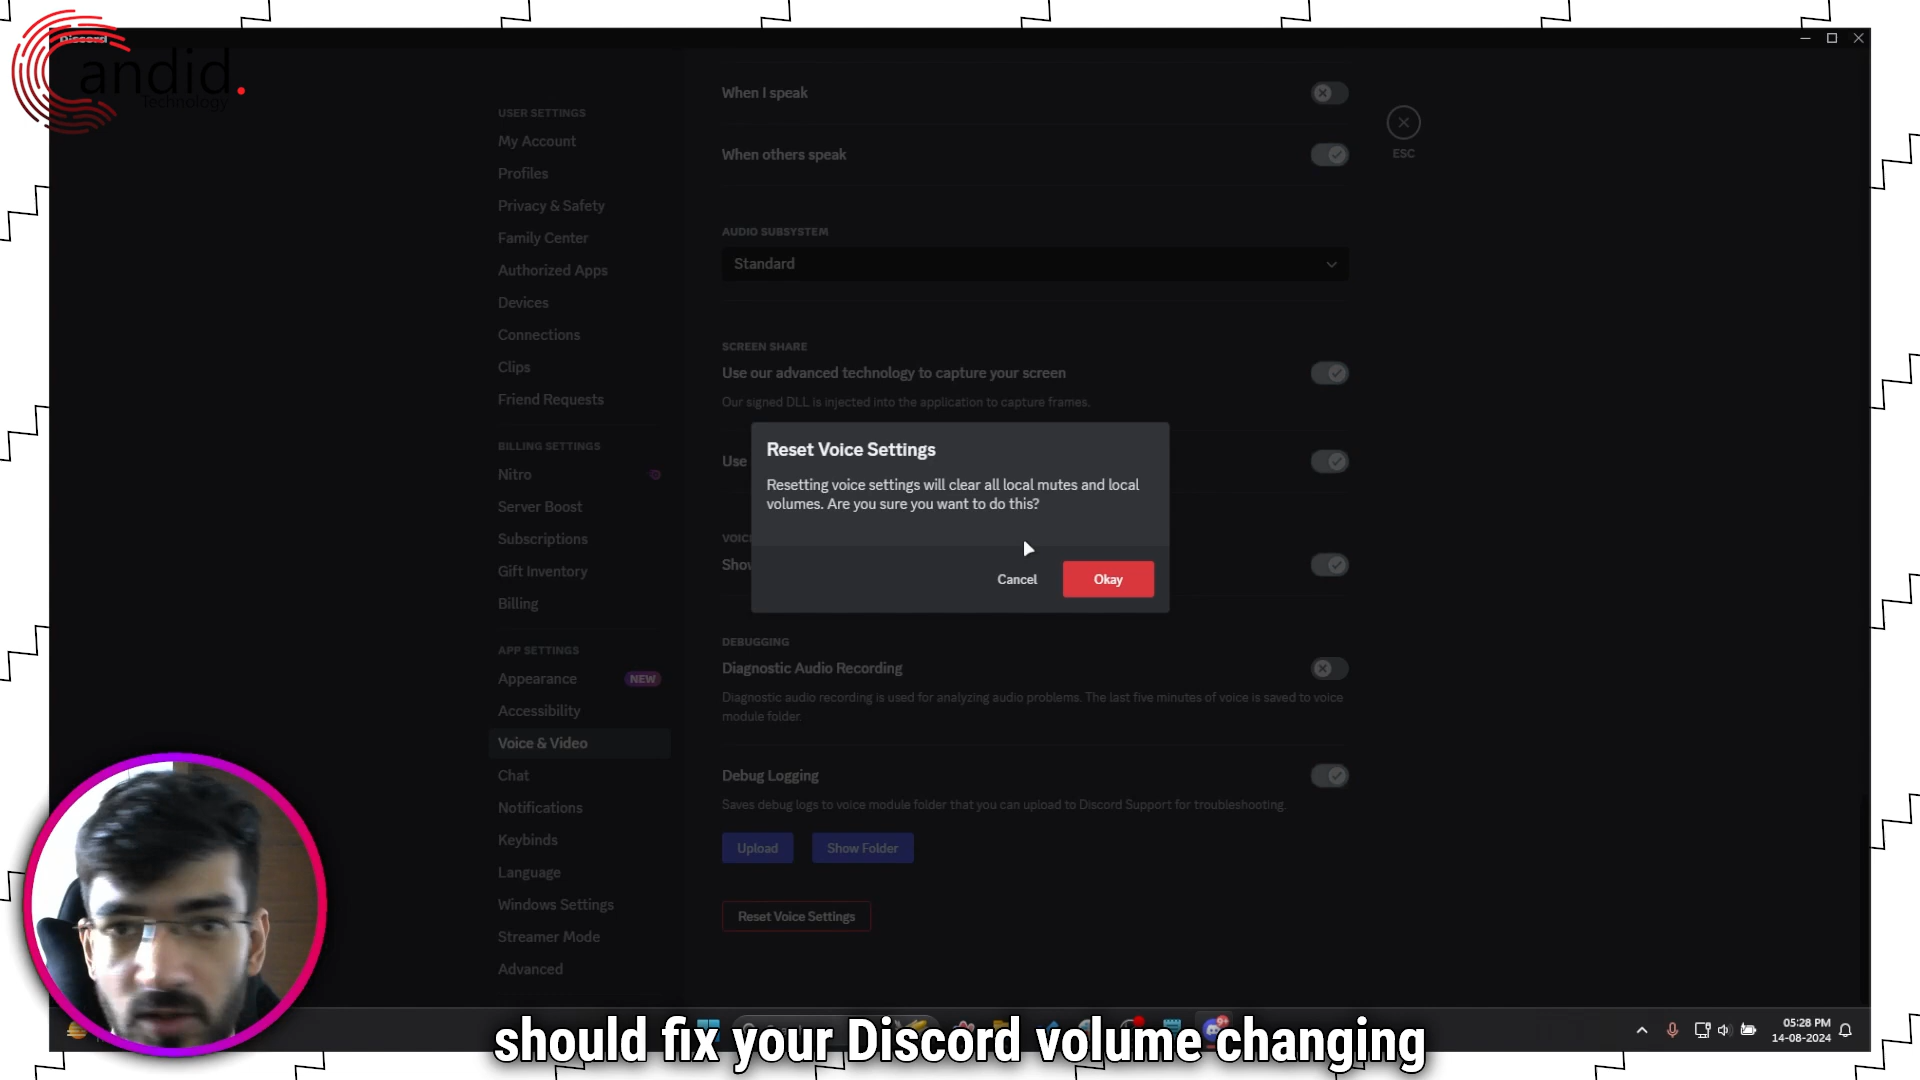 Discord
Candid.
Technology
USER SETTINGS
My Account
Profiles
Privacy & Safety
Family Center
Authorized Apps
Devices
Connections
Clips
Friend Requests
BILLING SETTINGS
Nitro
Server Boost
Subscriptions
Gift Inventory
Billing
APP SETTINGS
Appearance NEW
Accessibility
Voice & Video
Chat
Notifications
Keybinds
Language
Windows Settings
Streamer Mode
Advanced
When I speak
When others speak
ESC
AUDIO SUBSYSTEM
Standard
SCREEN SHARE
Use our advanced technology to capture your screen
Our signed DLL is injected into the application to capture frames.
Use
Reset Voice Settings
Resetting voice settings will clear all local mutes and local
volumes. Are you sure you want to do this?
Cancel Okay
DEBUGGING
Diagnostic Audio Recording
Diagnostic audio recording is used for analyzing audio problems. The last five minutes of voice is saved to voice
module folder.
Debug Logging
Saves debug logs to voice module folder that you can upload to Discord Support for troubleshooting.
Upload Show Folder
Reset Voice Settings
05:28 PM
14-08-2024
should fix your Discord volume changing